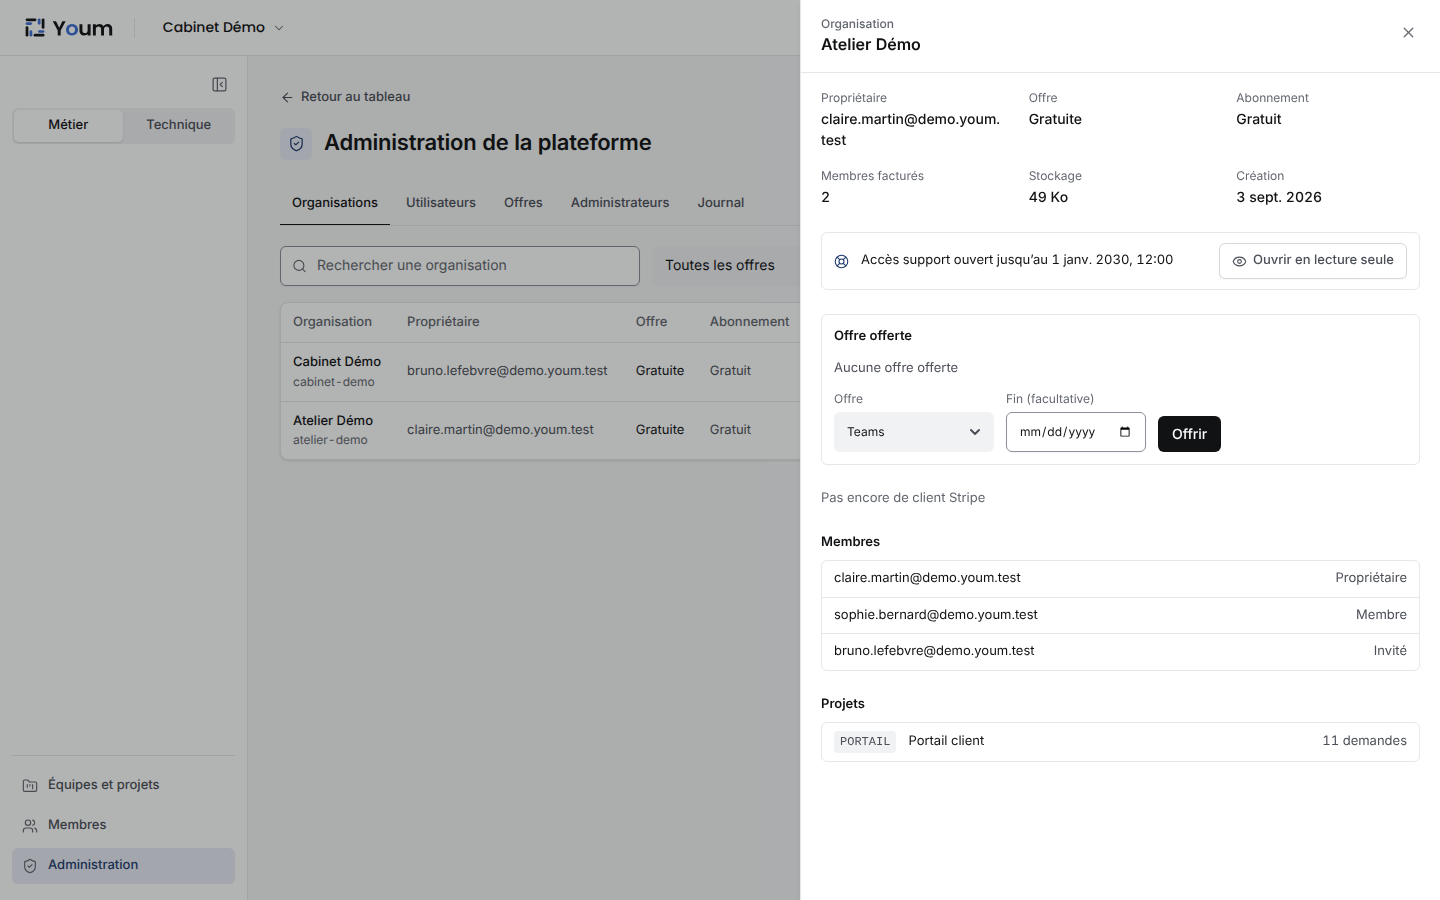 Youm
Cabinet Démo
Métier
Technique
Équipes et projets
Membres
Administration
Retour au tableau
Administration de la plateforme
Organisations
Utilisateurs
Offres
Administrateurs
Journal
Rechercher une organisation
Toutes les offres
Organisation Propriétaire Offre Abonnement
Cabinet Démo
cabinet-demo
bruno.lefebvre@demo.youm.test Gratuite Gratuit
Atelier Démo
atelier-demo
claire.martin@demo.youm.test Gratuite Gratuit
Organisation
Atelier Démo
Propriétaire
claire.martin@demo.youm.
test
Offre
Gratuite
Abonnement
Gratuit
Membres facturés
2
Stockage
49 Ko
Création
3 sept. 2026
Accès support ouvert jusqu’au 1 janv. 2030, 12:00
Ouvrir en lecture seule
Offre offerte
Aucune offre offerte
Offre
Teams
Fin (facultative)
mm/dd/yyyy
Offrir
Pas encore de client Stripe
Membres
claire.martin@demo.youm.test Propriétaire
sophie.bernard@demo.youm.test Membre
bruno.lefebvre@demo.youm.test Invité
Projets
PORTAIL Portail client 11 demandes